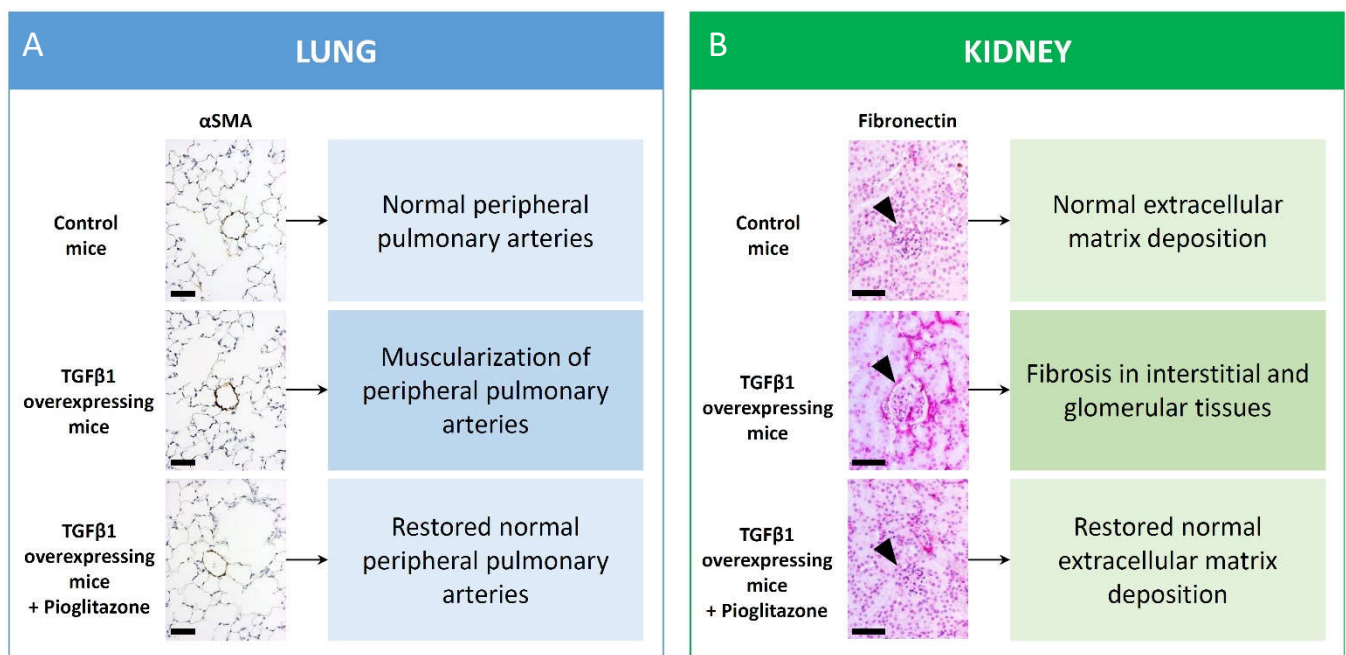 A
LUNG
αSMA
Control
mice
Normal peripheral
pulmonary arteries
TGFβ1
overexpressing
mice
Muscularization of
peripheral pulmonary
arteries
TGFβ1
overexpressing
mice
+ Pioglitazone
Restored normal
peripheral pulmonary
arteries
B
KIDNEY
Fibronectin
Control
mice
Normal extracellular
matrix deposition
TGFβ1
overexpressing
mice
Fibrosis in interstitial and
glomerular tissues
TGFβ1
overexpressing
mice
+ Pioglitazone
Restored normal
extracellular matrix
deposition